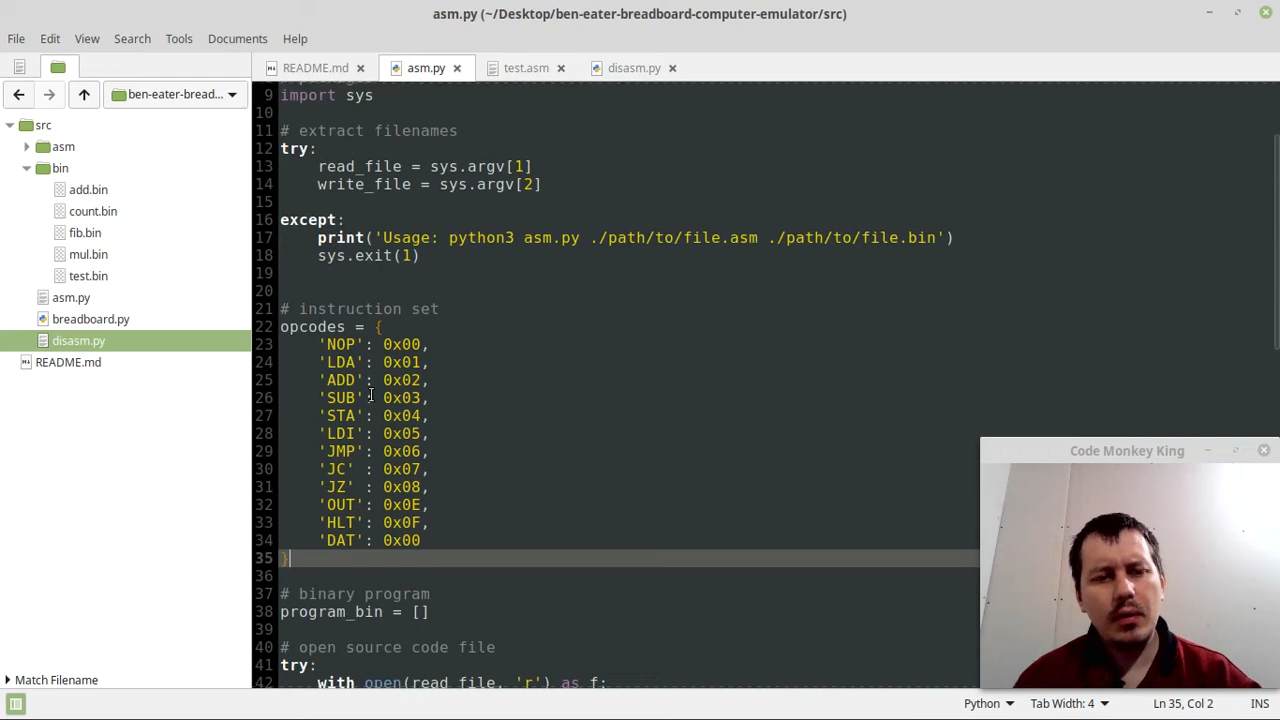 asm.py (~/Desktop/ben-eater-breadboard-computer-emulator/src)
File Edit View Search Tools Documents Help
README.md asm.py test.asm disasm.py
ben-eater-bread...
src
asm
bin
add.bin
count.bin
fib.bin
mul.bin
test.bin
asm.py
breadboard.py
disasm.py
README.md
Match Filename
9 import sys
10
11 # extract filenames
12 try:
13 read_file = sys.argv[1]
14 write_file = sys.argv[2]
15
16 except:
17 print('Usage: python3 asm.py ./path/to/file.asm ./path/to/file.bin')
18 sys.exit(1)
19
20
21 # instruction set
22 opcodes = {
23 'NOP': 0x00,
24 'LDA': 0x01,
25 'ADD': 0x02,
26 'SUB': 0x03,
27 'STA': 0x04,
28 'LDI': 0x05,
29 'JMP': 0x06,
30 'JC' : 0x07,
31 'JZ' : 0x08,
32 'OUT': 0x0E,
33 'HLT': 0x0F,
34 'DAT': 0x00
35 }
36
37 # binary program
38 program_bin = []
39
40 # open source code file
41 try:
42 with open(read_file, 'r') as f:
Code Monkey King
Python Tab Width: 4 Ln 35, Col 2 INS